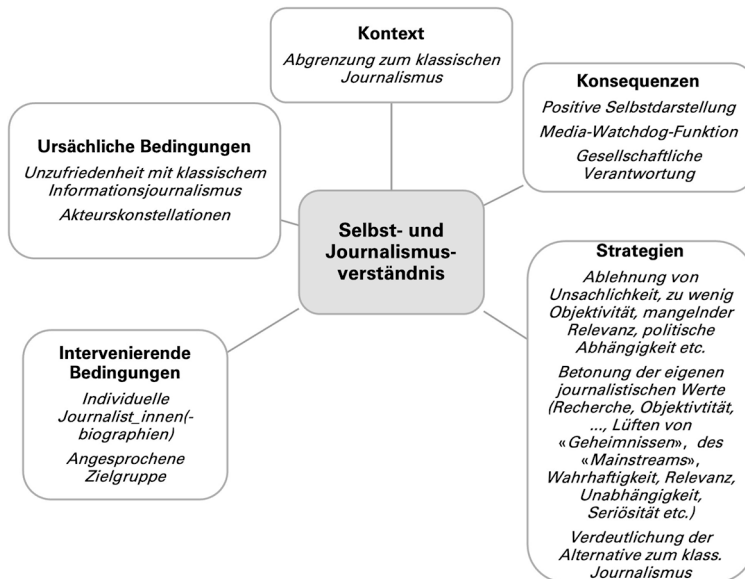 Kontext
Abgrenzung zum klassischen
Journalismus
Konsequenzen
Positive Selbstdarstellung
Media-Watchdog-Funktion
Gesellschaftliche
Verantwortung
Ursächliche Bedingungen
Unzufriedenheit mit klassischem
Informationsjournalismus
Akteurskonstellationen
Selbst- und
Journalismus-
verständnis
Strategien
Ablehnung von
Unsachlichkeit, zu wenig
Objektivität, mangelnder
Relevanz, politische
Abhängigkeit etc.
Betonung der eigenen
journalistischen Werte
(Recherche, Objektivtität,
..., Lüften von
«Geheimnissen», des
«Mainstreams»,
Wahrhaftigkeit, Relevanz,
Unabhängigkeit,
Seriösität etc.)
Verdeutlichung der
Alternative zum klass.
Journalismus
Intervenierende
Bedingungen
Individuelle
Journalist_innen(-
biographien)
Angesprochene
Zielgruppe